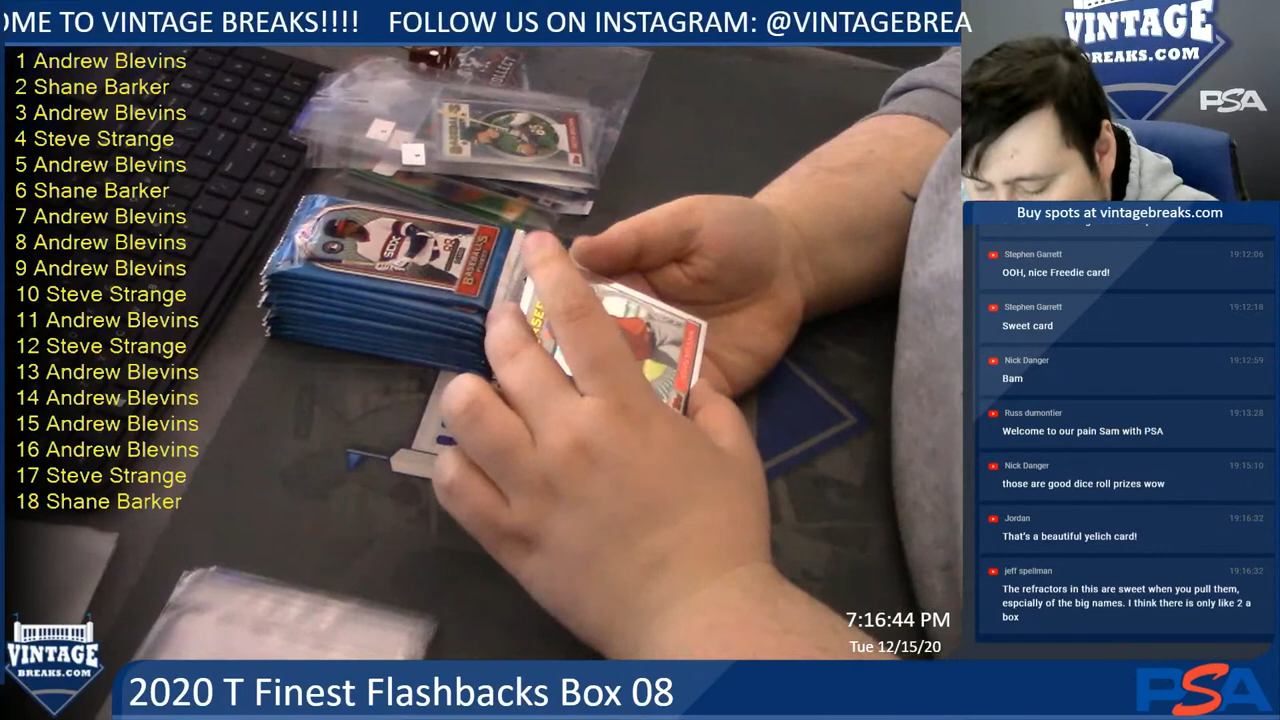 OME TO VINTAGE BREAKS!!!!    FOLLOW US ON INSTAGRAM: @VINTAGEBREA
1 Andrew Blevins
2 Shane Barker
3 Andrew Blevins
4 Steve Strange
5 Andrew Blevins
6 Shane Barker
7 Andrew Blevins
8 Andrew Blevins
9 Andrew Blevins
10 Steve Strange
11 Andrew Blevins
12 Steve Strange
13 Andrew Blevins
14 Andrew Blevins
15 Andrew Blevins
16 Andrew Blevins
17 Steve Strange
18 Shane Barker
SOX
BASEBALL'S
VINTAGE
BREAKS.COM
PSA
Buy spots at vintagebreaks.com
Stephen Garrett 19:12:06
OOH, nice Freedie card!
Stephen Garrett 19:12:18
Sweet card
Nick Danger 19:12:59
Bam
Russ dumontier 19:13:28
Welcome to our pain Sam with PSA
Nick Danger 19:15:10
those are good dice roll prizes wow
Jordan 19:16:32
That's a beautiful yelich card!
jeff spellman 19:16:32
The refractors in this are sweet when you pull them,
espcially of the big names. I think there is only like 2 a
box
7:16:44 PM
Tue 12/15/20
VINTAGE
BREAKS.COM
2020 T Finest Flashbacks Box 08
PSA